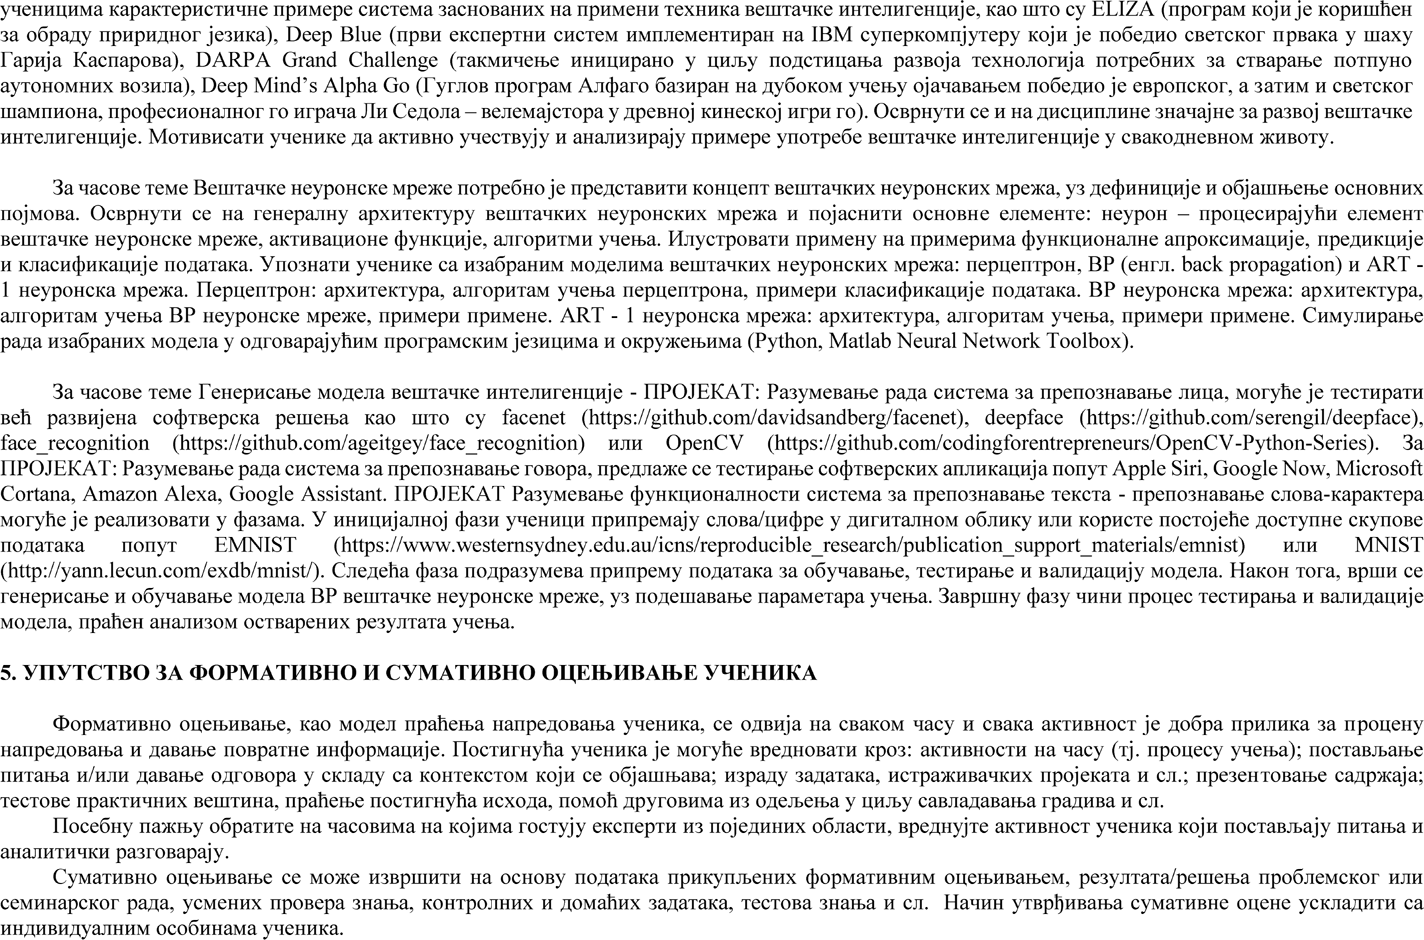 ученицима карактеристичне примере система заснованих на примени техника вештачке интелигенције, као што су ELIZA (програм који је коришћен
за обраду природног језика), Deep Blue (први експертни систем имплементиран на IBM суперкомпјутеру који је победио светског првака у шаху
Гарија Каспарова), DARPA Grand Challenge (такмичење иницирано у циљу подстицања развоја технологија потребних за стварање потпуно
аутономних возила), Deep Mind’s Alpha Go (Гуглов програм Алфаго базиран на дубоком учењу ојачавањем победио је европског, а затим и светског
шампиона, професионалног го играча Ли Седола – велемајстора у древној кинеској игри го). Осврнути се и на дисциплине значајне за развој вештачке
интелигенције. Мотивисати ученике да активно учествују и анализирају примере употребе вештачке интелигенције у свакодневном животу.
За часове теме Вештачке неуронске мреже потребно је представити концепт вештачких неуронских мрежа, уз дефиниције и објашњење основних
појмова. Осврнути се на генералну архитектуру вештачких неуронских мрежа и појаснити основне елементе: неурон – процесирајући елемент
вештачке неуронске мреже, активационе функције, алгоритми учења. Илустровати примену на примерима функционалне апроксимације, предикције
и класификације података. Упознати ученике са изабраним моделима вештачких неуронских мрежа: перцептрон, BP (енгл. back propagation) и ART -
1 неуронска мрежа. Перцептрон: архитектура, алгоритам учења перцептрона, примери класификације података. BP неуронска мрежа: архитектура,
алгоритам учења BP неуронске мреже, примери примене. ART - 1 неуронска мрежа: архитектура, алгоритам учења, примери примене. Симулирање
рада изабраних модела у одговарајућим програмским језицима и окружењима (Python, Matlab Neural Network Toolbox).
За часове теме Генерисање модела вештачке интелигенције - ПРОЈЕКАТ: Разумевање рада система за препознавање лица, могуће је тестирати
већ развијена софтверска решења као што су facenet (https://github.com/davidsandberg/facenet), deepface (https://github.com/serengil/deepface),
face_recognition (https://github.com/ageitgey/face_recognition) или OpenCV (https://github.com/codingforentrepreneurs/OpenCV-Python-Series). За
ПРОЈЕКАТ: Разумевање рада система за препознавање говора, предлаже се тестирање софтверских апликација попут Apple Siri, Google Now, Microsoft
Cortana, Amazon Alexa, Google Assistant. ПРОЈЕКАТ Разумевање функционалности система за препознавање текста - препознавање слова-карактера
могуће је реализовати у фазама. У иницијалној фази ученици припремају слова/цифре у дигиталном облику или користе постојеће доступне скупове
података попут EMNIST (https://www.westernsydney.edu.au/icns/reproducible_research/publication_support_materials/emnist) или MNIST
(http://yann.lecun.com/exdb/mnist/). Следећа фаза подразумева припрему података за обучавање, тестирање и валидацију модела. Након тога, врши се
генерисање и обучавање модела BP вештачке неуронске мреже, уз подешавање параметара учења. Завршну фазу чини процес тестирања и валидације
модела, праћен анализом остварених резултата учења.
5. УПУТСТВО ЗА ФОРМАТИВНО И СУМАТИВНО ОЦЕЊИВАЊЕ УЧЕНИКА
Формативно оцењивање, као модел праћења напредовања ученика, се одвија на сваком часу и свака активност је добра прилика за процену
напредовања и давање повратне информације. Постигнућа ученика је могуће вредновати кроз: активности на часу (тј. процесу учења); постављање
питања и/или давање одговора у складу са контекстом који се објашњава; израду задатака, истраживачких пројеката и сл.; презентовање садржаја;
тестове практичних вештина, праћење постигнућа исхода, помоћ друговима из одељења у циљу савладавања градива и сл.
Посебну пажњу обратите на часовима на којима гостују експерти из појединих области, вреднујте активност ученика који постављају питања и
аналитички разговарају.
Сумативно оцењивање се може извршити на основу података прикупљених формативним оцењивањем, резултата/решења проблемског или
семинарског рада, усмених провера знања, контролних и домаћих задатака, тестова знања и сл. Начин утврђивања сумативне оцене ускладити са
индивидуалним особинама ученика.